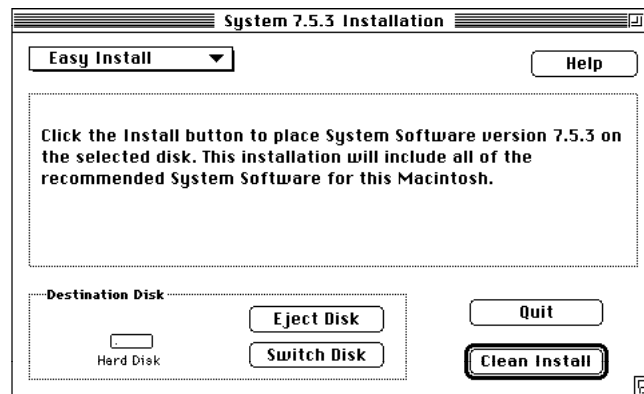 System 7.5.3 Installation
Easy Install
Help
Click the Install button to place System Software version 7.5.3 on
the selected disk. This installation will include all of the
recommended System Software for this Macintosh.
Destination Disk
Eject Disk
Quit
Hard Disk
Switch Disk
Clean Install